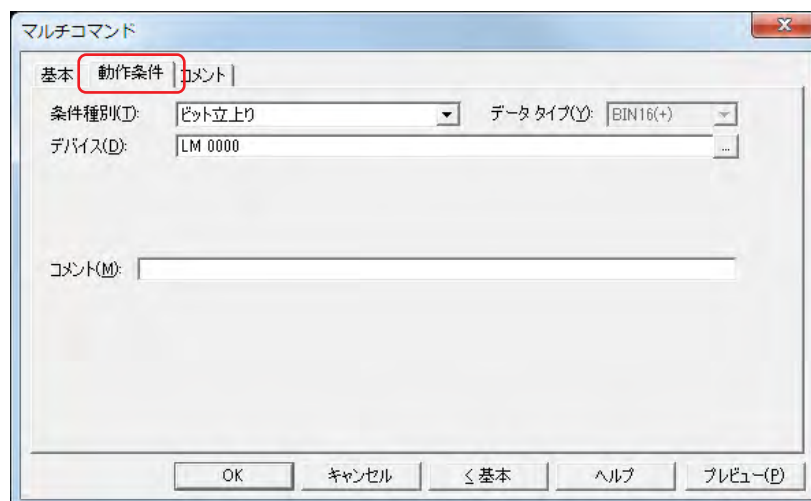 マルチコマンド
基本 動作条件 コメント
条件種別(T): ビット立上り データ タイプ(Y): BIN16(+)
デバイス(D): LM 0000 ...
コメント(M):
OK キャンセル < 基本 ヘルプ プレビュー(P)